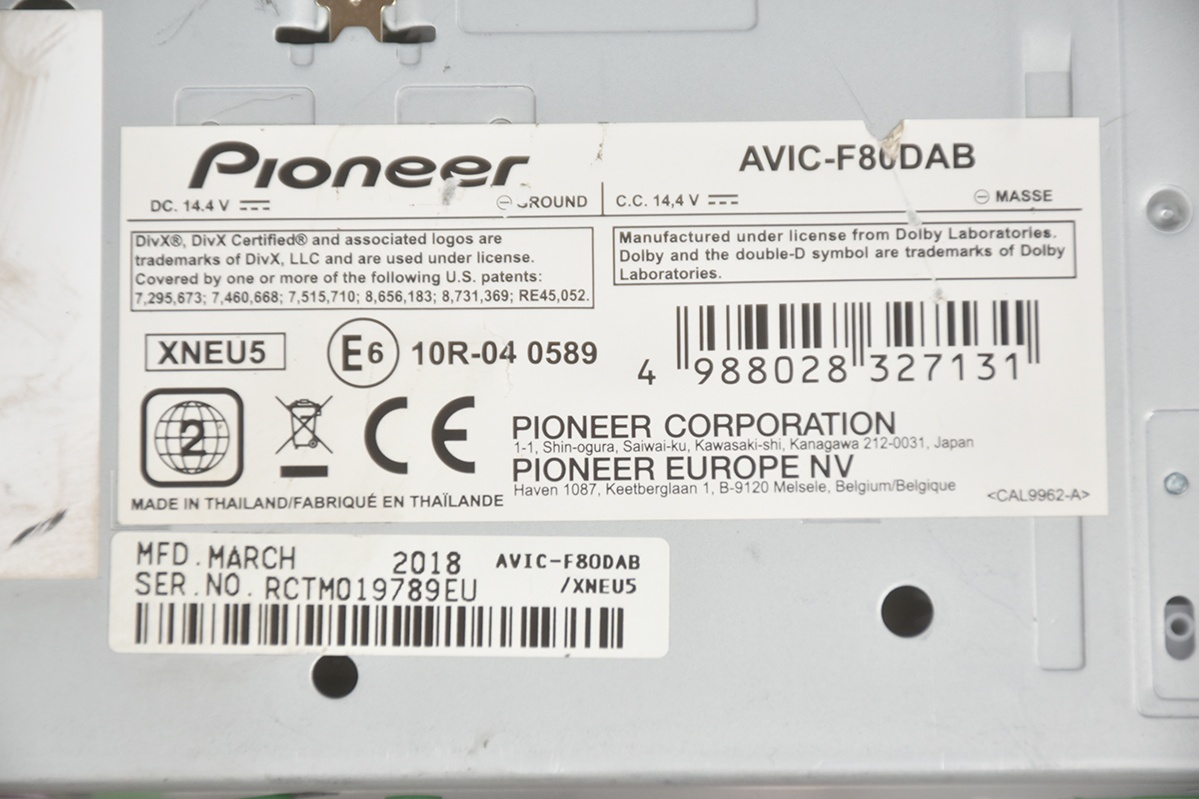 Pioneer
AVIC-F80DAB
DC. 14.4 V ⎓ ⊖ GROUND
C.C. 14,4 V ⎓ ⊖ MASSE
DivX®, DivX Certified® and associated logos are
trademarks of DivX, LLC and are used under license.
Covered by one or more of the following U.S. patents:
7,295,673; 7,460,668; 7,515,710; 8,656,183; 8,731,369; RE45,052.
Manufactured under license from Dolby Laboratories.
Dolby and the double-D symbol are trademarks of Dolby
Laboratories.
XNEU5
E6 10R-04 0589
4 988028 327131
2
CE
PIONEER CORPORATION
1-1, Shin-ogura, Saiwai-ku, Kawasaki-shi, Kanagawa 212-0031, Japan
PIONEER EUROPE NV
Haven 1087, Keetberglaan 1, B-9120 Melsele, Belgium/Belgique
MADE IN THAILAND/FABRIQUÉ EN THAÏLANDE
<CAL9962-A>
MFD. MARCH 2018 AVIC-F80DAB
SER. NO. RCTM019789EU /XNEU5